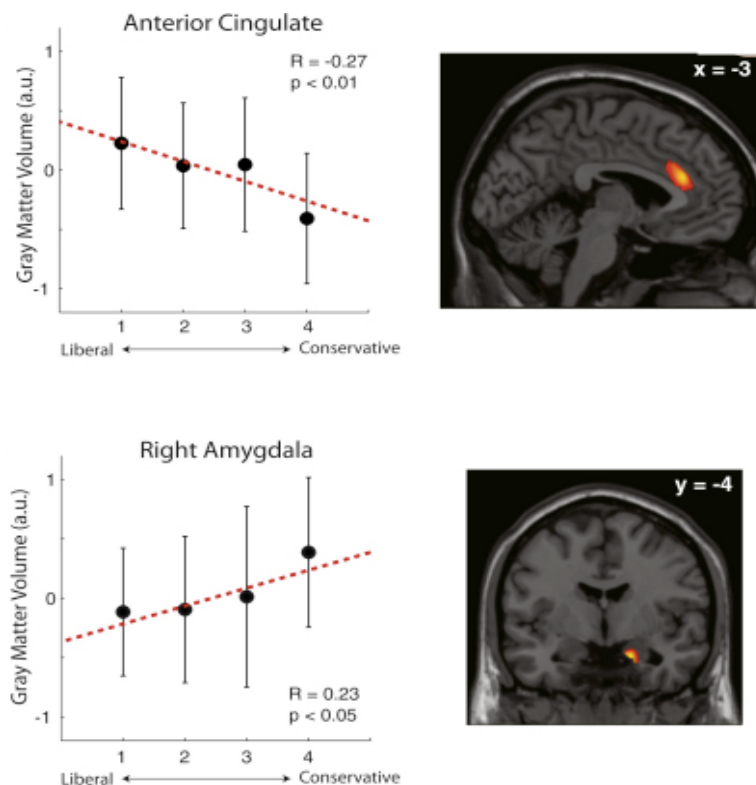 Anterior Cingulate
R = -0.27
p < 0.01
x = -3
Gray Matter Volume (a.u.)
1
0
-1
1 2 3 4
Liberal Conservative
Right Amygdala
y = -4
Gray Matter Volume (a.u.)
1
0
-1
R = 0.23
p < 0.05
1 2 3 4
Liberal Conservative